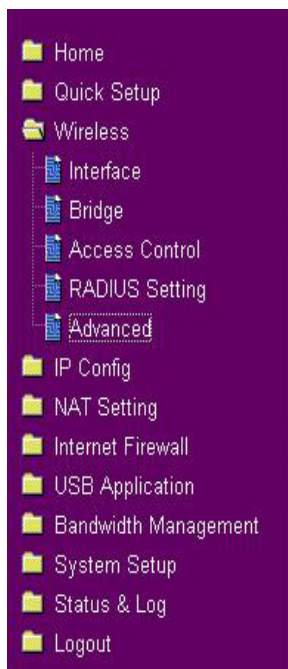 Home
Quick Setup
Wireless
Interface
Bridge
Access Control
RADIUS Setting
Advanced
IP Config
NAT Setting
Internet Firewall
USB Application
Bandwidth Management
System Setup
Status & Log
Logout